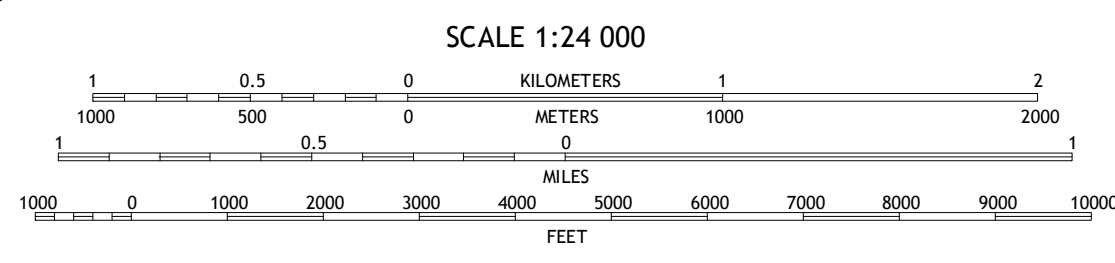 SCALE 1:24 000
1 0.5 0 KILOMETERS 1 2
1000 500 0 METERS 1000 2000
1 0.5 0 1
MILES
1000 0 1000 2000 3000 4000 5000 6000 7000 8000 9000 10000
FEET